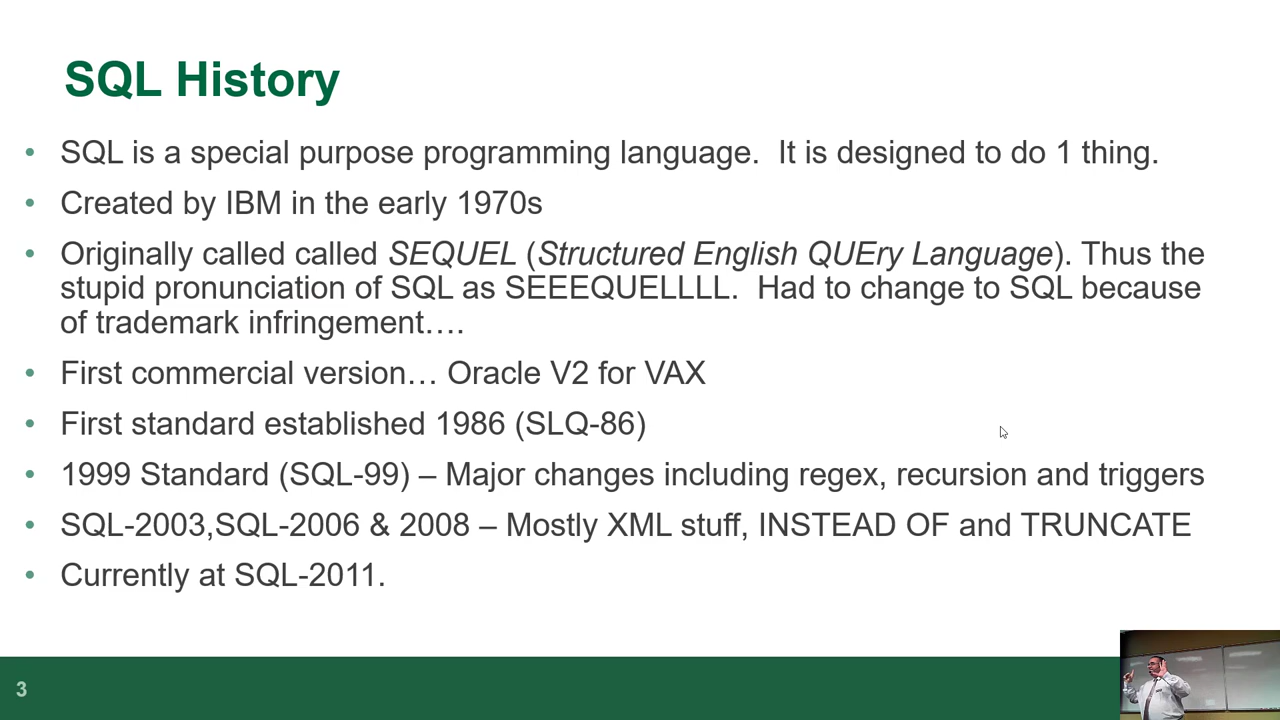 SQL History
• SQL is a special purpose programming language.  It is designed to do 1 thing.
• Created by IBM in the early 1970s
• Originally called called SEQUEL (Structured English QUEry Language). Thus the
stupid pronunciation of SQL as SEEEQUELLLL.  Had to change to SQL because
of trademark infringement….
• First commercial version… Oracle V2 for VAX
• First standard established 1986 (SLQ-86)
• 1999 Standard (SQL-99) – Major changes including regex, recursion and triggers
• SQL-2003,SQL-2006 & 2008 – Mostly XML stuff, INSTEAD OF and TRUNCATE
• Currently at SQL-2011.
3